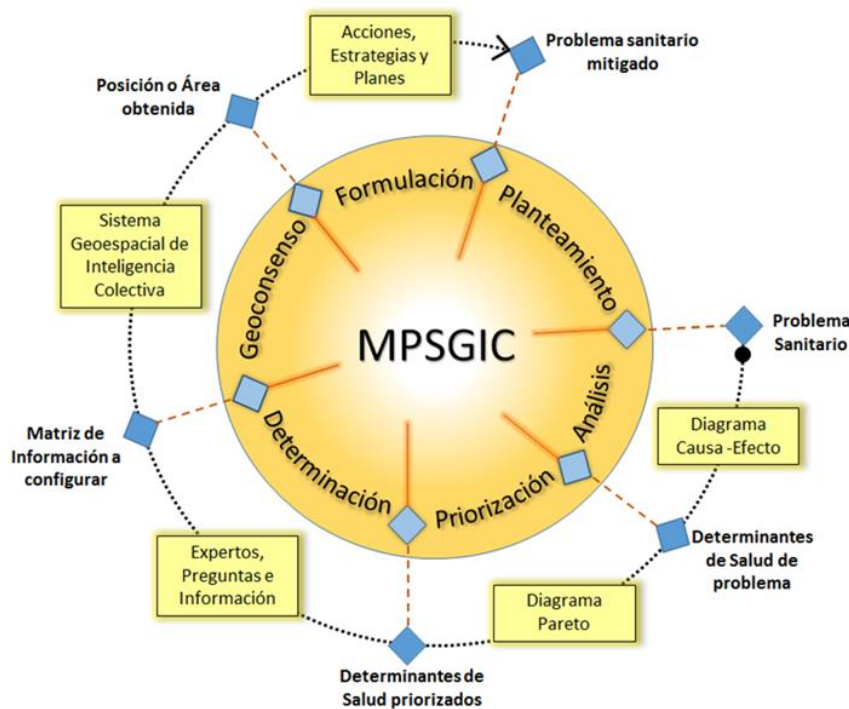 Acciones,
Estrategias y
Planes
Problema sanitario
mitigado
Posición o Área
obtenida
Formulación
Planteamiento
Sistema
Geoespacial de
Inteligencia
Colectiva
Geoconsenso
MPSGIC
Problema
Sanitario
Análisis
Diagrama
Causa -Efecto
Matriz de
Información a
configurar
Determinación
Priorización
Determinantes
de Salud de
problema
Expertos,
Preguntas e
Información
Diagrama
Pareto
Determinantes de
Salud priorizados